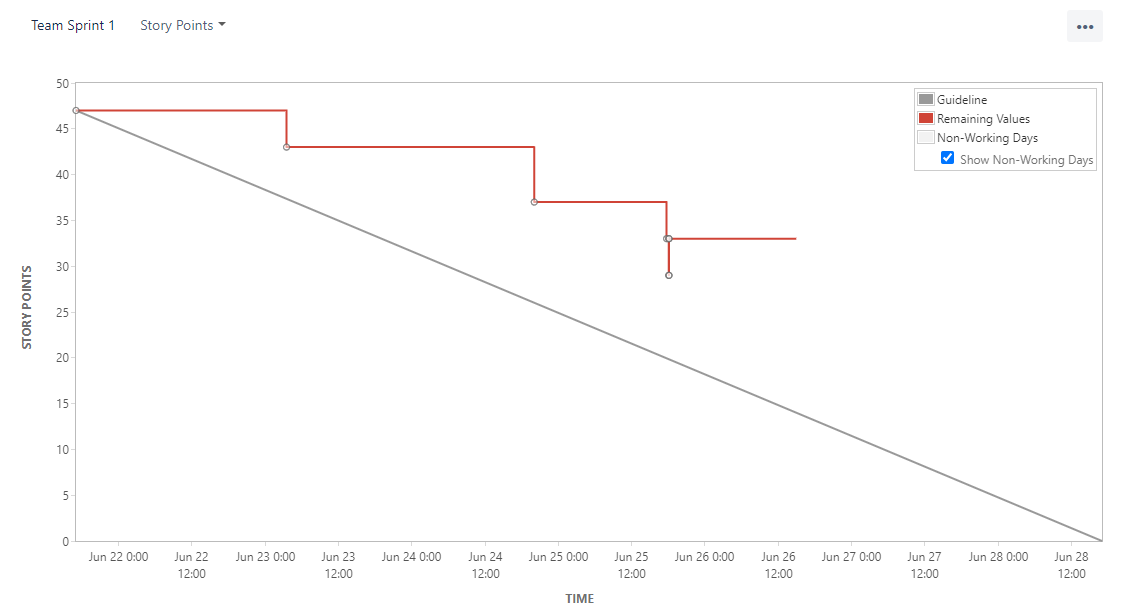 Team Sprint 1 Story Points
•••
50
45
40
35
30
25
20
15
10
5
0
STORY POINTS
Guideline
Remaining Values
Non-Working Days
Show Non-Working Days
Jun 22 0:00
Jun 22
12:00
Jun 23 0:00
Jun 23
12:00
Jun 24 0:00
Jun 24
12:00
Jun 25 0:00
Jun 25
12:00
Jun 26 0:00
Jun 26
12:00
Jun 27 0:00
Jun 27
12:00
Jun 28 0:00
Jun 28
12:00
TIME